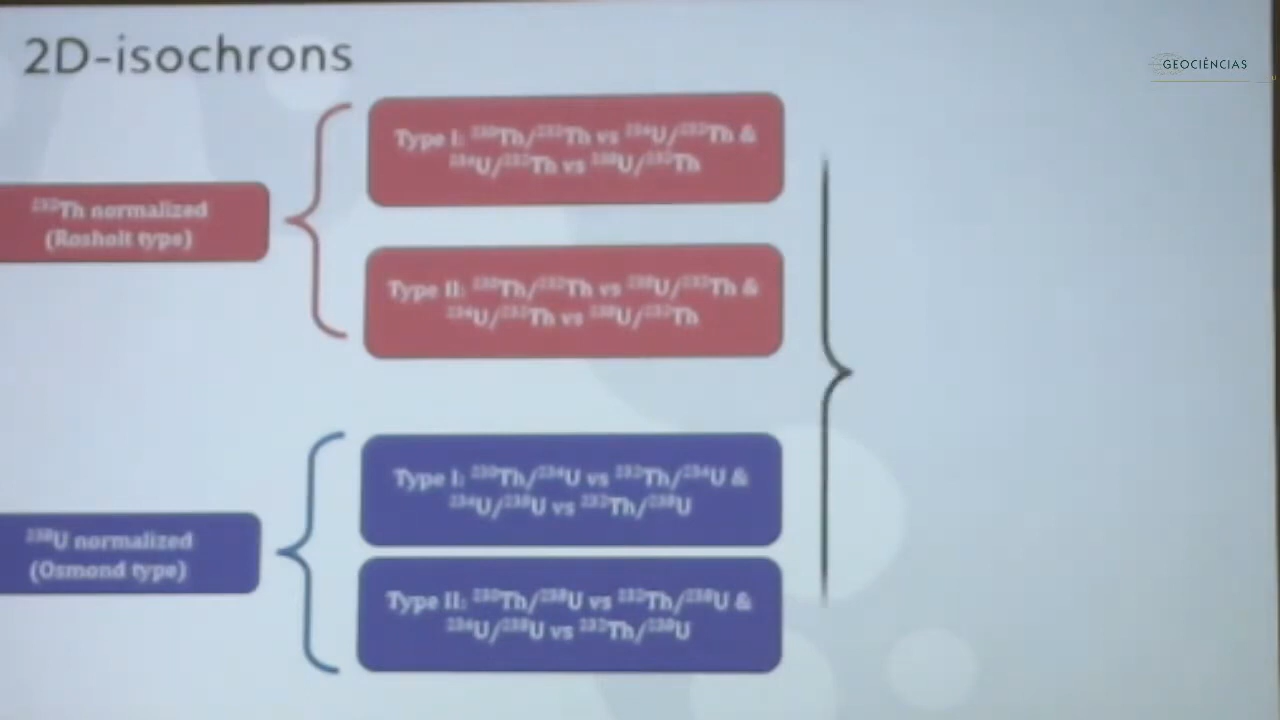 2D-isochrons
GEOCIÊNCIAS
Type I: ²³⁰Th/²³²Th vs ²³⁴U/²³²Th &
²³⁴U/²³²Th vs ²³⁸U/²³²Th
²³²Th normalized
(Rosholt type)
Type II: ²³⁰Th/²³²Th vs ²³⁸U/²³²Th &
²³⁴U/²³²Th vs ²³⁸U/²³²Th
Type I: ²³⁰Th/²³⁴U vs ²³²Th/²³⁴U &
²³⁴U/²³⁸U vs ²³²Th/²³⁸U
²³⁸U normalized
(Osmond type)
Type II: ²³⁰Th/²³⁸U vs ²³²Th/²³⁸U &
²³⁴U/²³⁸U vs ²³²Th/²³⁸U